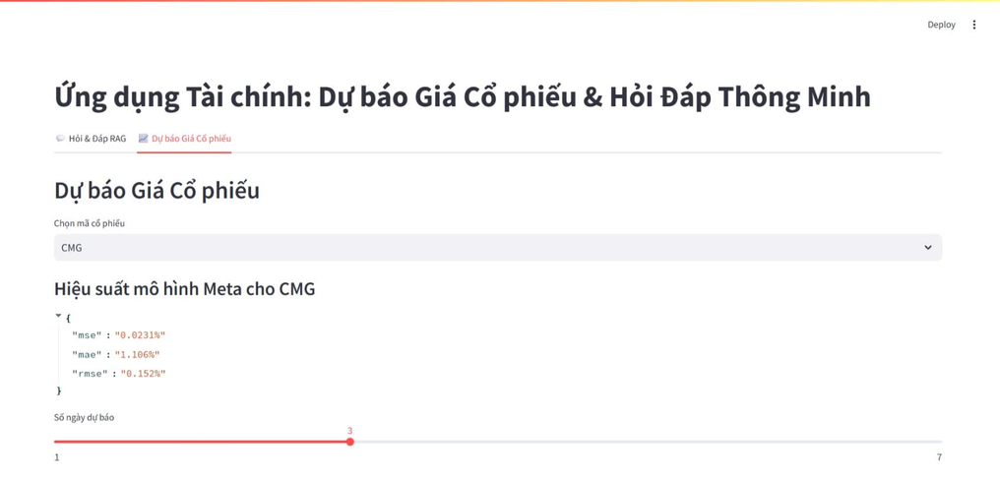 Deploy
Ứng dụng Tài chính: Dự báo Giá Cổ phiếu & Hỏi Đáp Thông Minh
Hỏi & Đáp RAG
Dự báo Giá Cổ phiếu
Dự báo Giá Cổ phiếu
Chọn mã cổ phiếu
CMG
Hiệu suất mô hình Meta cho CMG
{
"mse" : "0.0231%"
"mae" : "1.106%"
"rmse" : "0.152%"
}
Số ngày dự báo
3
1
7